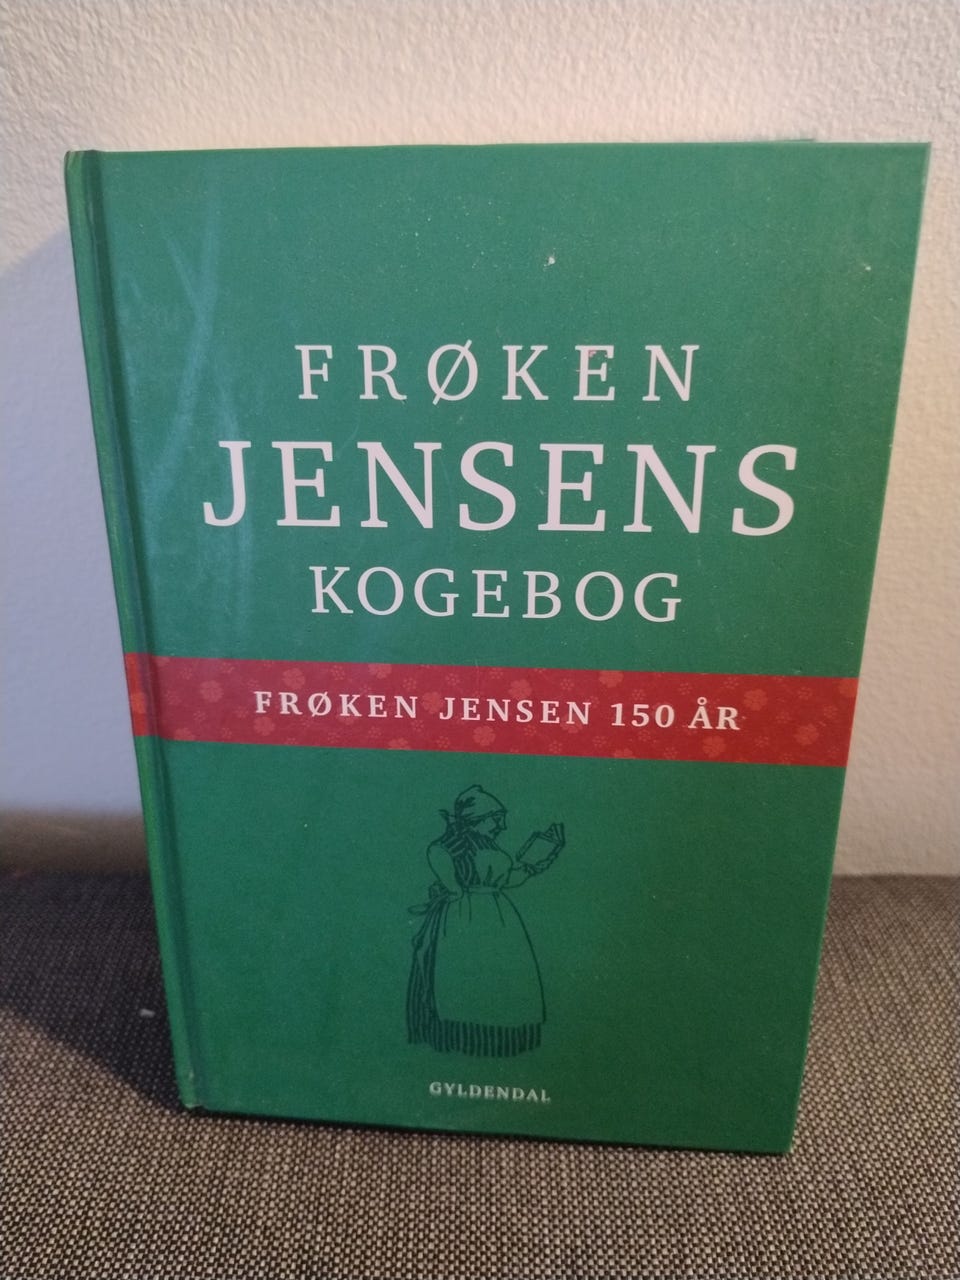 FRØKEN
JENSENS
KOGEBOG
FRØKEN JENSEN 150 ÅR
GYLDENDAL